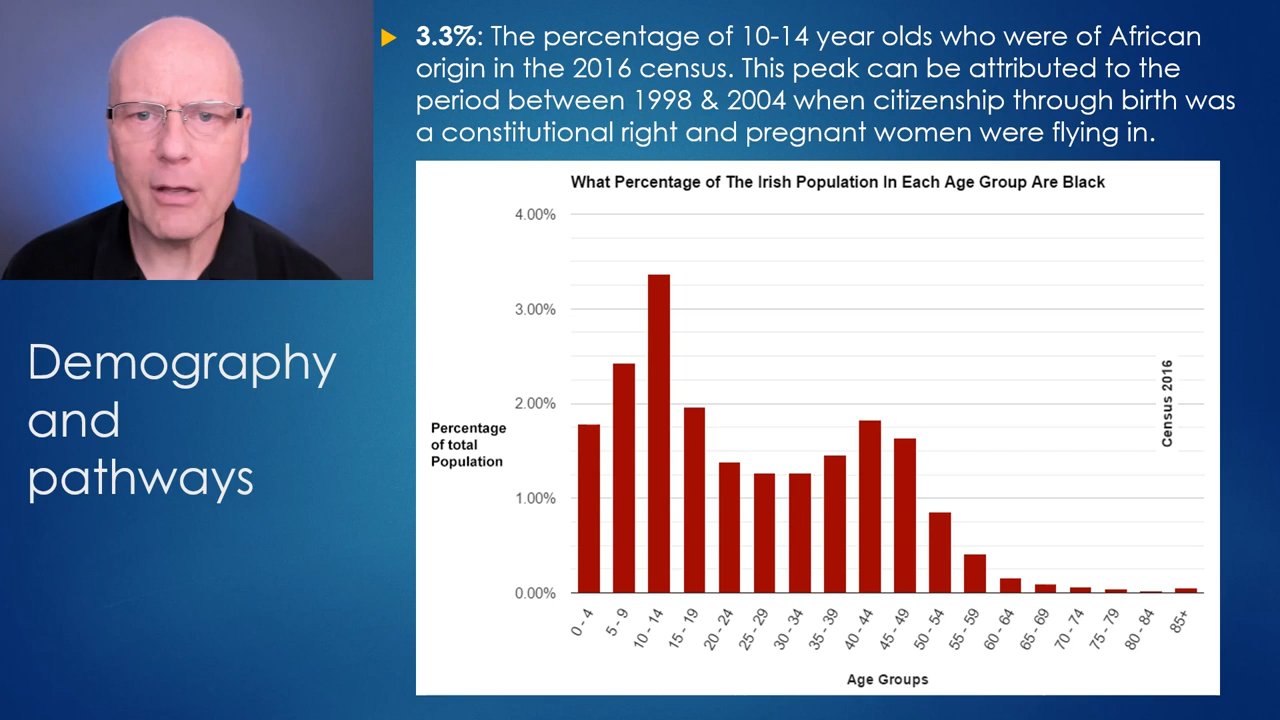 3.3%: The percentage of 10-14 year olds who were of African
origin in the 2016 census. This peak can be attributed to the
period between 1998 & 2004 when citizenship through birth was
a constitutional right and pregnant women were flying in.
Demography
and
pathways
What Percentage of The Irish Population In Each Age Group Are Black
4.00%
3.00%
2.00%
1.00%
0.00%
Percentage
of total
Population
Census 2016
0 - 4
5 - 9
10 - 14
15 - 19
20 - 24
25 - 29
30 - 34
35 - 39
40 - 44
45 - 49
50 - 54
55 - 59
60 - 64
65 - 69
70 - 74
75 - 79
80 - 84
85+
Age Groups